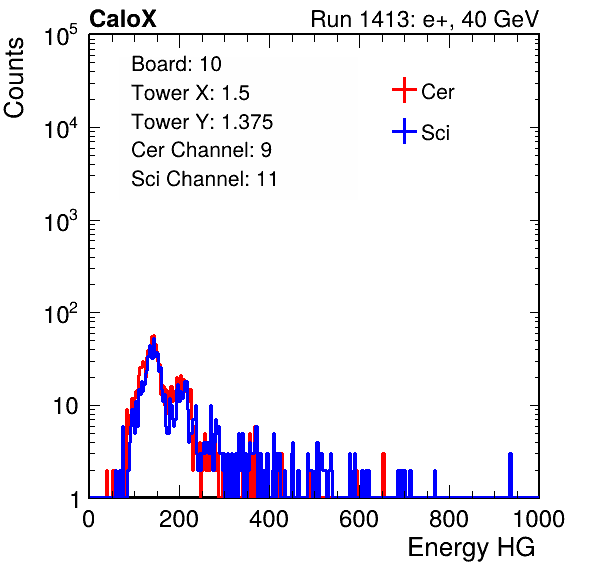 CaloX Run 1413: e+, 40 GeV
Counts
Board: 10
Tower X: 1.5
Tower Y: 1.375
Cer Channel: 9
Sci Channel: 11
Cer
Sci
10^5
10^4
10^3
10^2
10
1
0 200 400 600 800 1000
Energy HG